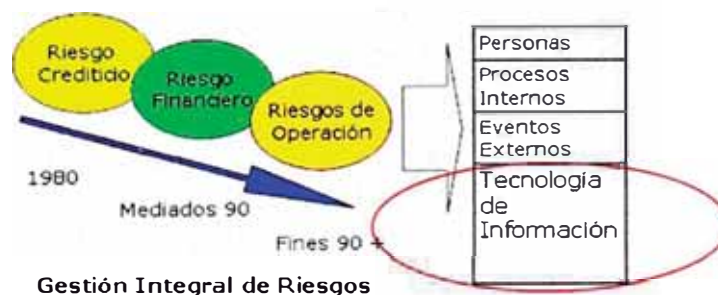 Riesgo
Crediticio
Riesgo
Financiero
Riesgos de
Operación
1980
Mediados 90
Fines 90 +
Gestión Integral de Riesgos
Personas
Procesos
Internos
Eventos
Externos
Tecnología
de
Información